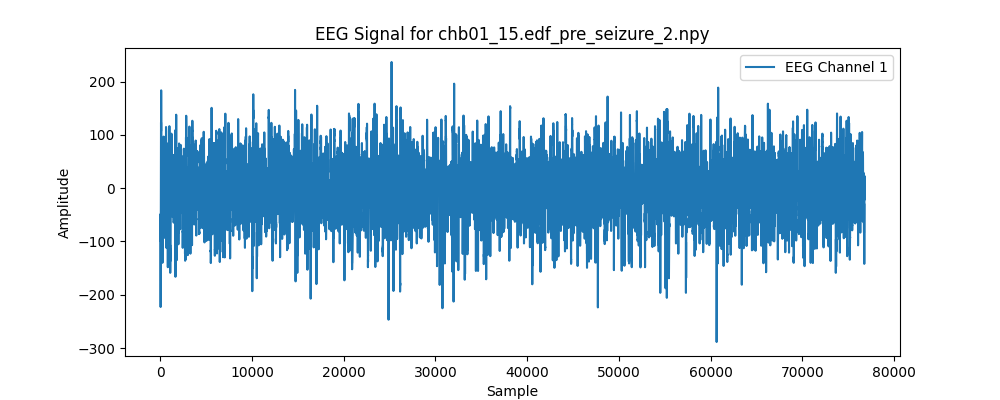 EEG Signal for chb01_15.edf_pre_seizure_2.npy
EEG Channel 1
Amplitude
200
100
0
−100
−200
−300
0 10000 20000 30000 40000 50000 60000 70000 80000
Sample